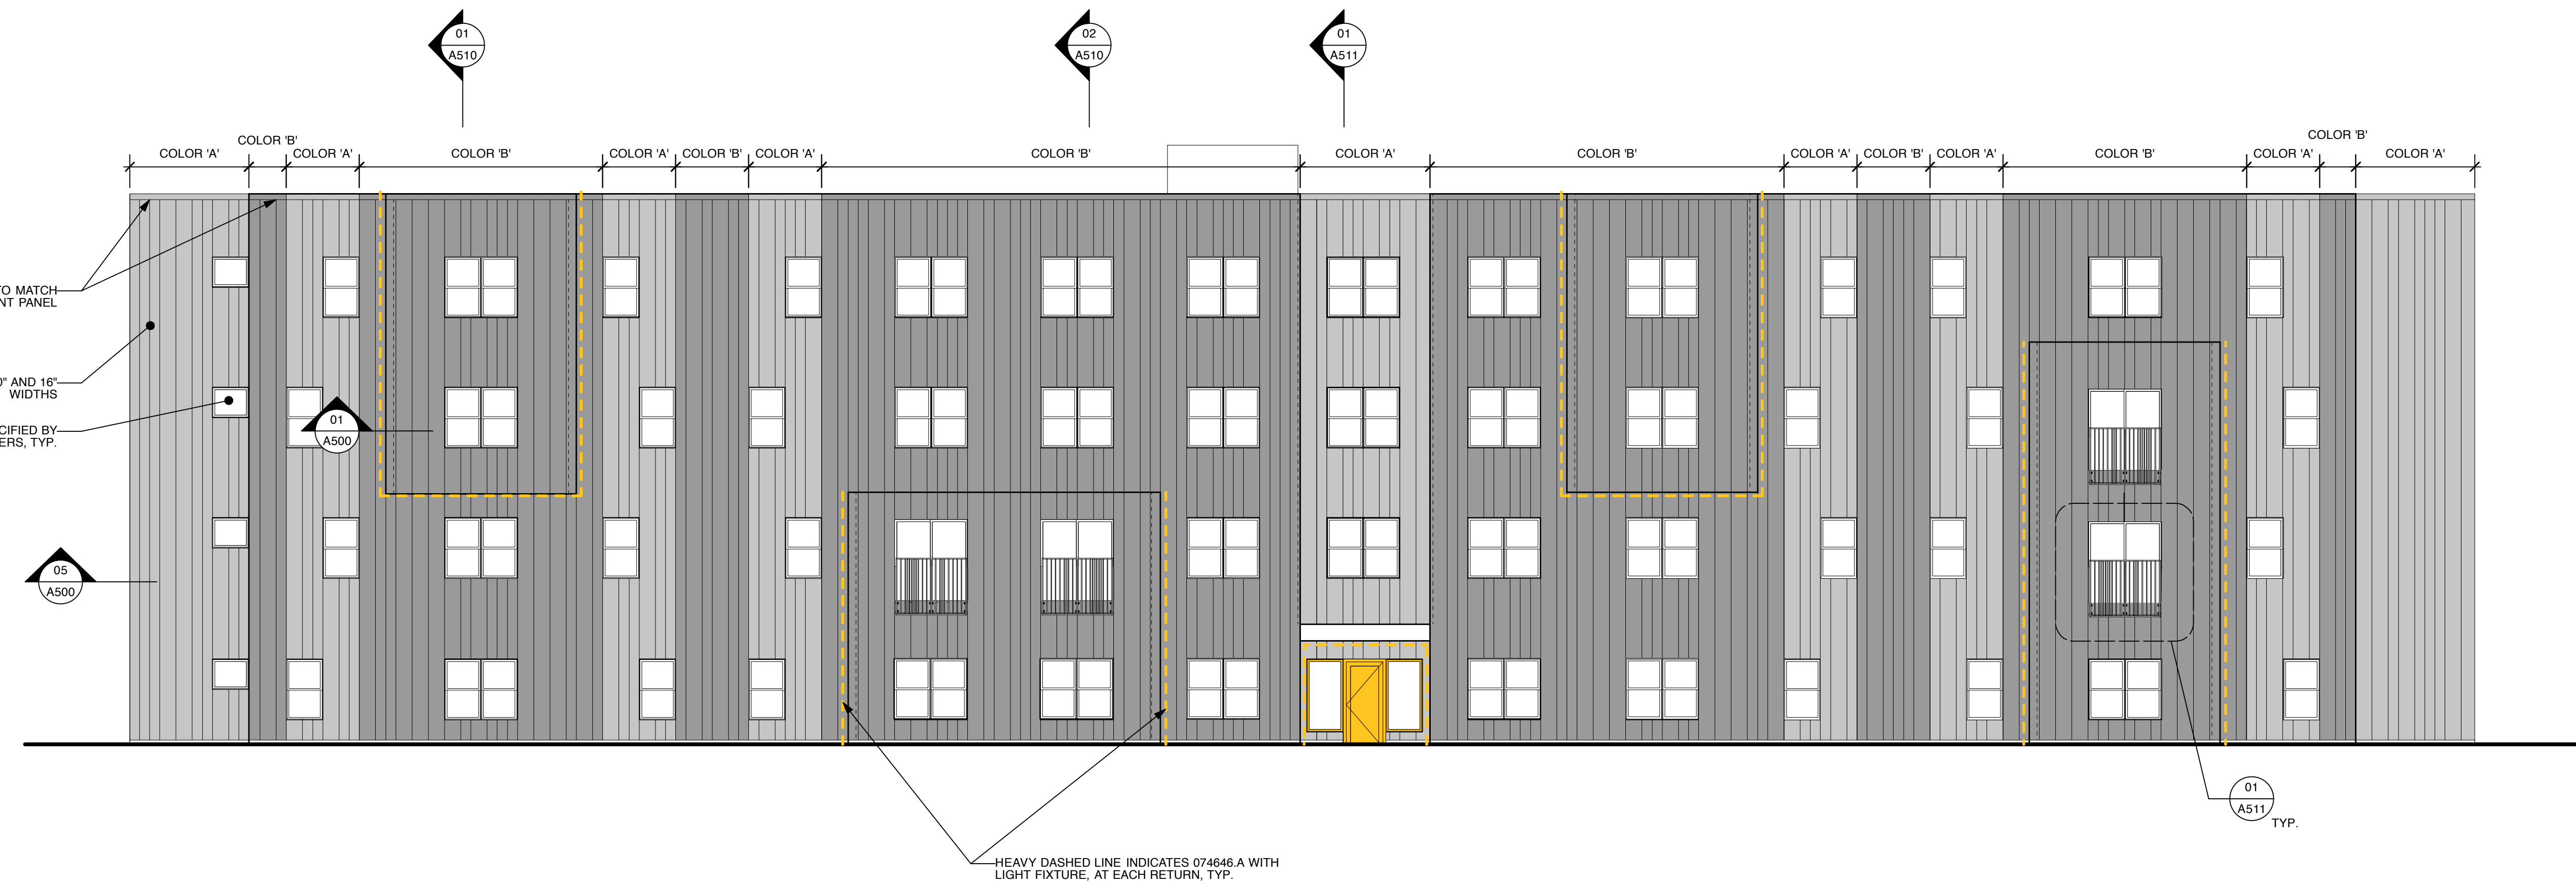 01
A510
02
A510
01
A511
COLOR 'B'
COLOR 'B'
COLOR 'A'
COLOR 'A'
COLOR 'B'
COLOR 'A'
COLOR 'B'
COLOR 'A'
COLOR 'B'
COLOR 'A'
COLOR 'B'
COLOR 'A'
COLOR 'B'
COLOR 'A'
COLOR 'B'
COLOR 'A'
COLOR 'A'
TO MATCH
NT PANEL
0" AND 16"
WIDTHS
CIFIED BY
ERS, TYP.
01
A500
05
A500
01
A511
TYP.
HEAVY DASHED LINE INDICATES 074646.A WITH
LIGHT FIXTURE, AT EACH RETURN, TYP.